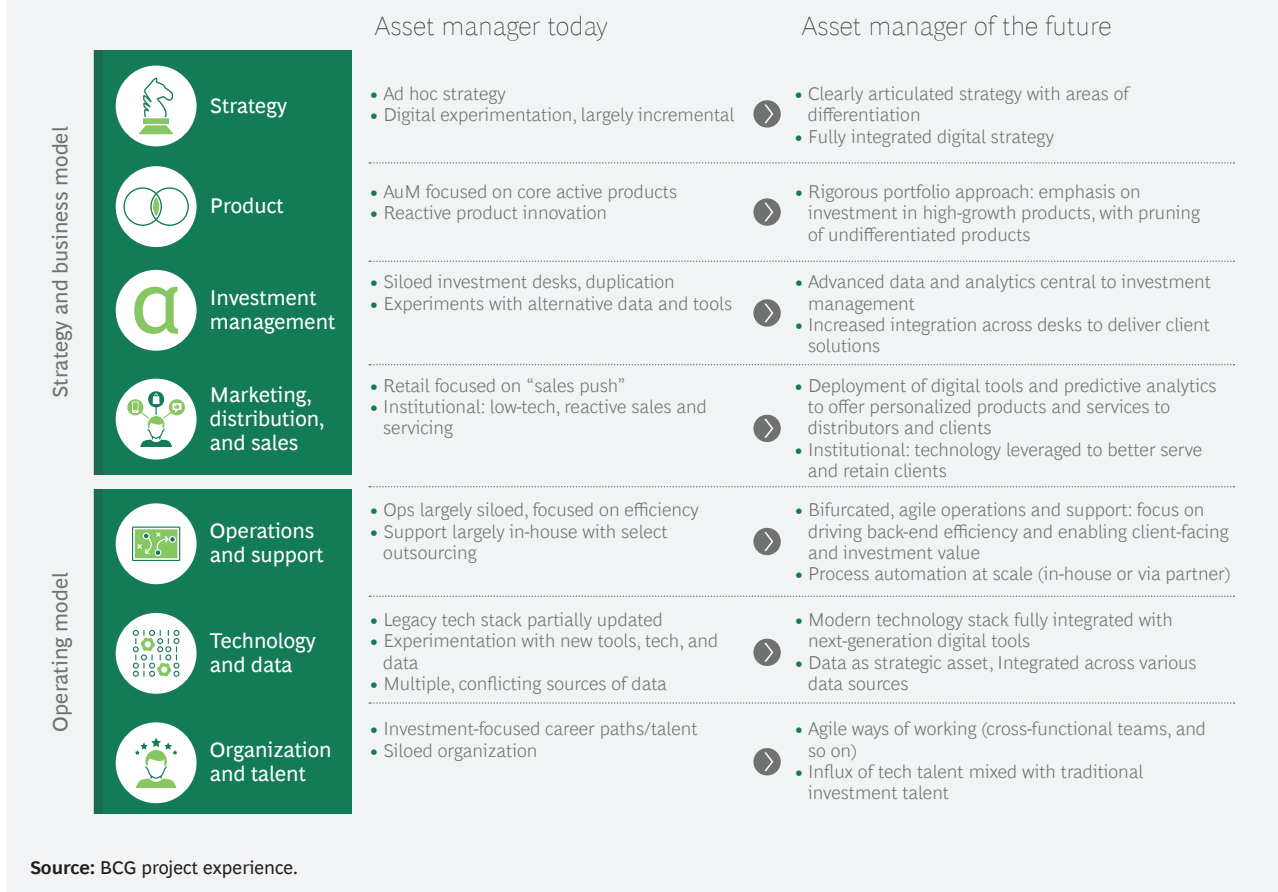 Asset manager today
Asset manager of the future
Strategy and business model
Strategy
• Ad hoc strategy
• Digital experimentation, largely incremental
• Clearly articulated strategy with areas of
differentiation
• Fully integrated digital strategy
Product
• AuM focused on core active products
• Reactive product innovation
• Rigorous portfolio approach: emphasis on
investment in high-growth products, with pruning
of undifferentiated products
α
Investment
management
• Siloed investment desks, duplication
• Experiments with alternative data and tools
• Advanced data and analytics central to investment
management
• Increased integration across desks to deliver client
solutions
Marketing,
distribution,
and sales
• Retail focused on “sales push”
• Institutional: low-tech, reactive sales and
servicing
• Deployment of digital tools and predictive analytics
to offer personalized products and services to
distributors and clients
• Institutional: technology leveraged to better serve
and retain clients
Operating model
Operations
and support
• Ops largely siloed, focused on efficiency
• Support largely in-house with select
outsourcing
• Bifurcated, agile operations and support: focus on
driving back-end efficiency and enabling client-facing
and investment value
• Process automation at scale (in-house or via partner)
Technology
and data
• Legacy tech stack partially updated
• Experimentation with new tools, tech, and
data
• Multiple, conflicting sources of data
• Modern technology stack fully integrated with
next-generation digital tools
• Data as strategic asset, Integrated across various
data sources
Organization
and talent
• Investment-focused career paths/talent
• Siloed organization
• Agile ways of working (cross-functional teams, and
so on)
• Influx of tech talent mixed with traditional
investment talent
Source: BCG project experience.